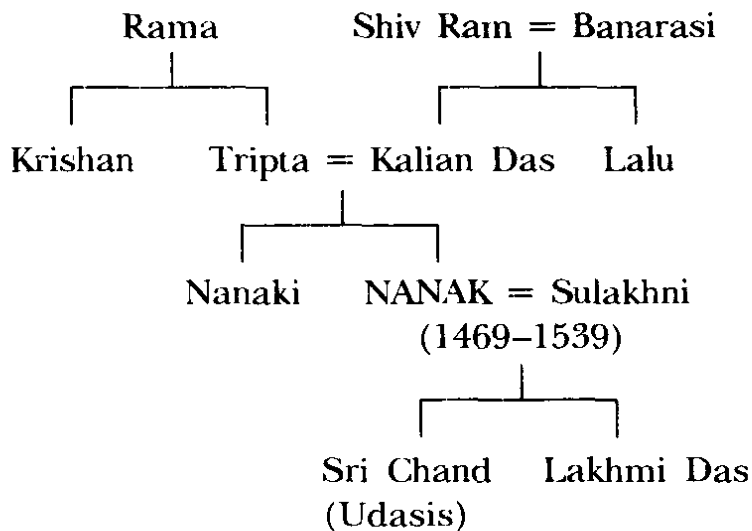 Rama Shiv Ram = Banarasi
Krishan Tripta = Kalian Das Lalu
Nanaki NANAK = Sulakhni
(1469–1539)
Sri Chand Lakhmi Das
(Udasis)